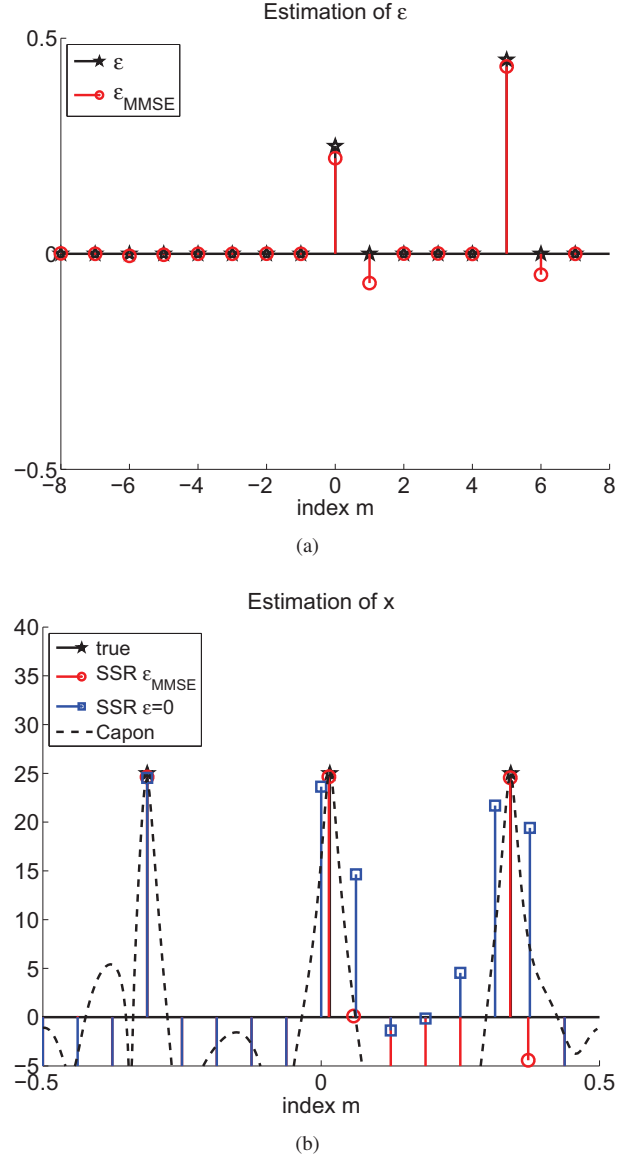 Estimation of ε
0.5
ε
ε_MMSE
0
−0.5
−8 −6 −4 −2 0 2 4 6 8
index m
(a)
Estimation of x
40
35
30
25
20
15
10
5
0
−5
true
SSR ε_MMSE
SSR ε=0
Capon
−0.5 0 0.5
index m
(b)